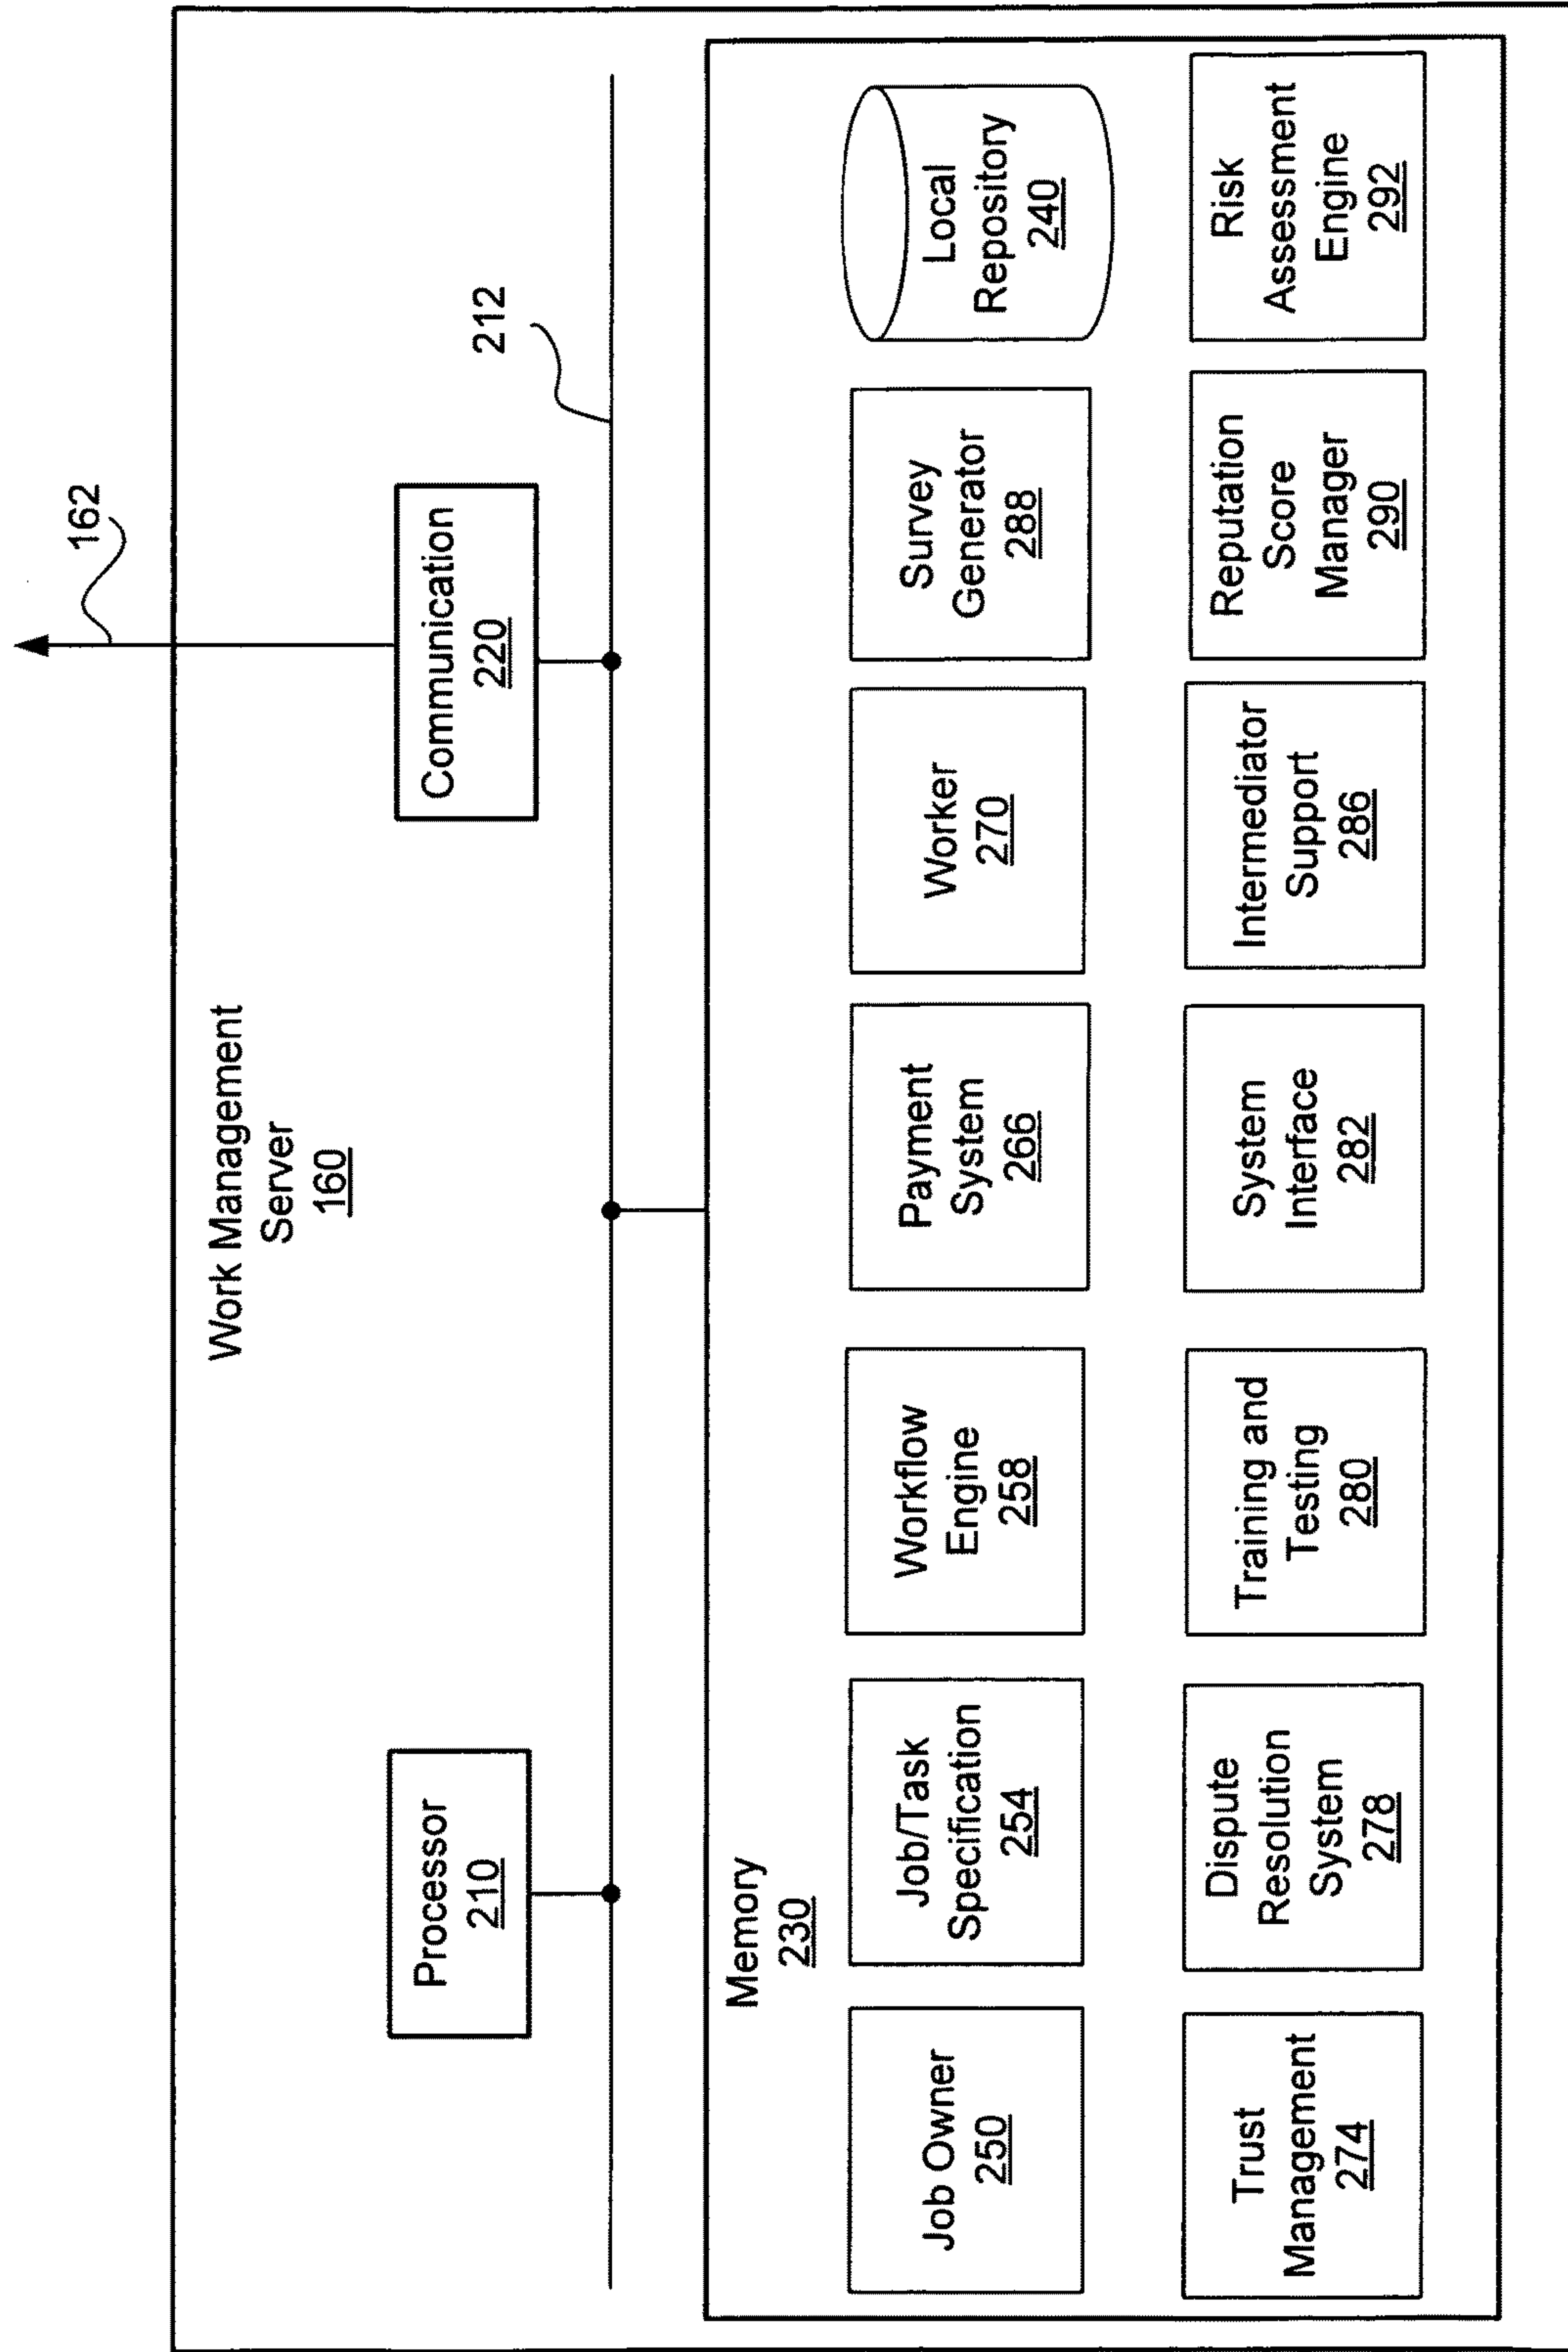 162
Work Management
Server
160
Processor
210
Communication
220
212
Memory
230
Job Owner
250
Job/Task
Specification
254
Workflow
Engine
258
Payment
System
266
Worker
270
Survey
Generator
288
Local
Repository
240
Trust
Management
274
Dispute
Resolution
System
278
Training and
Testing
280
System
Interface
282
Intermediator
Support
286
Reputation
Score
Manager
290
Risk
Assessment
Engine
292